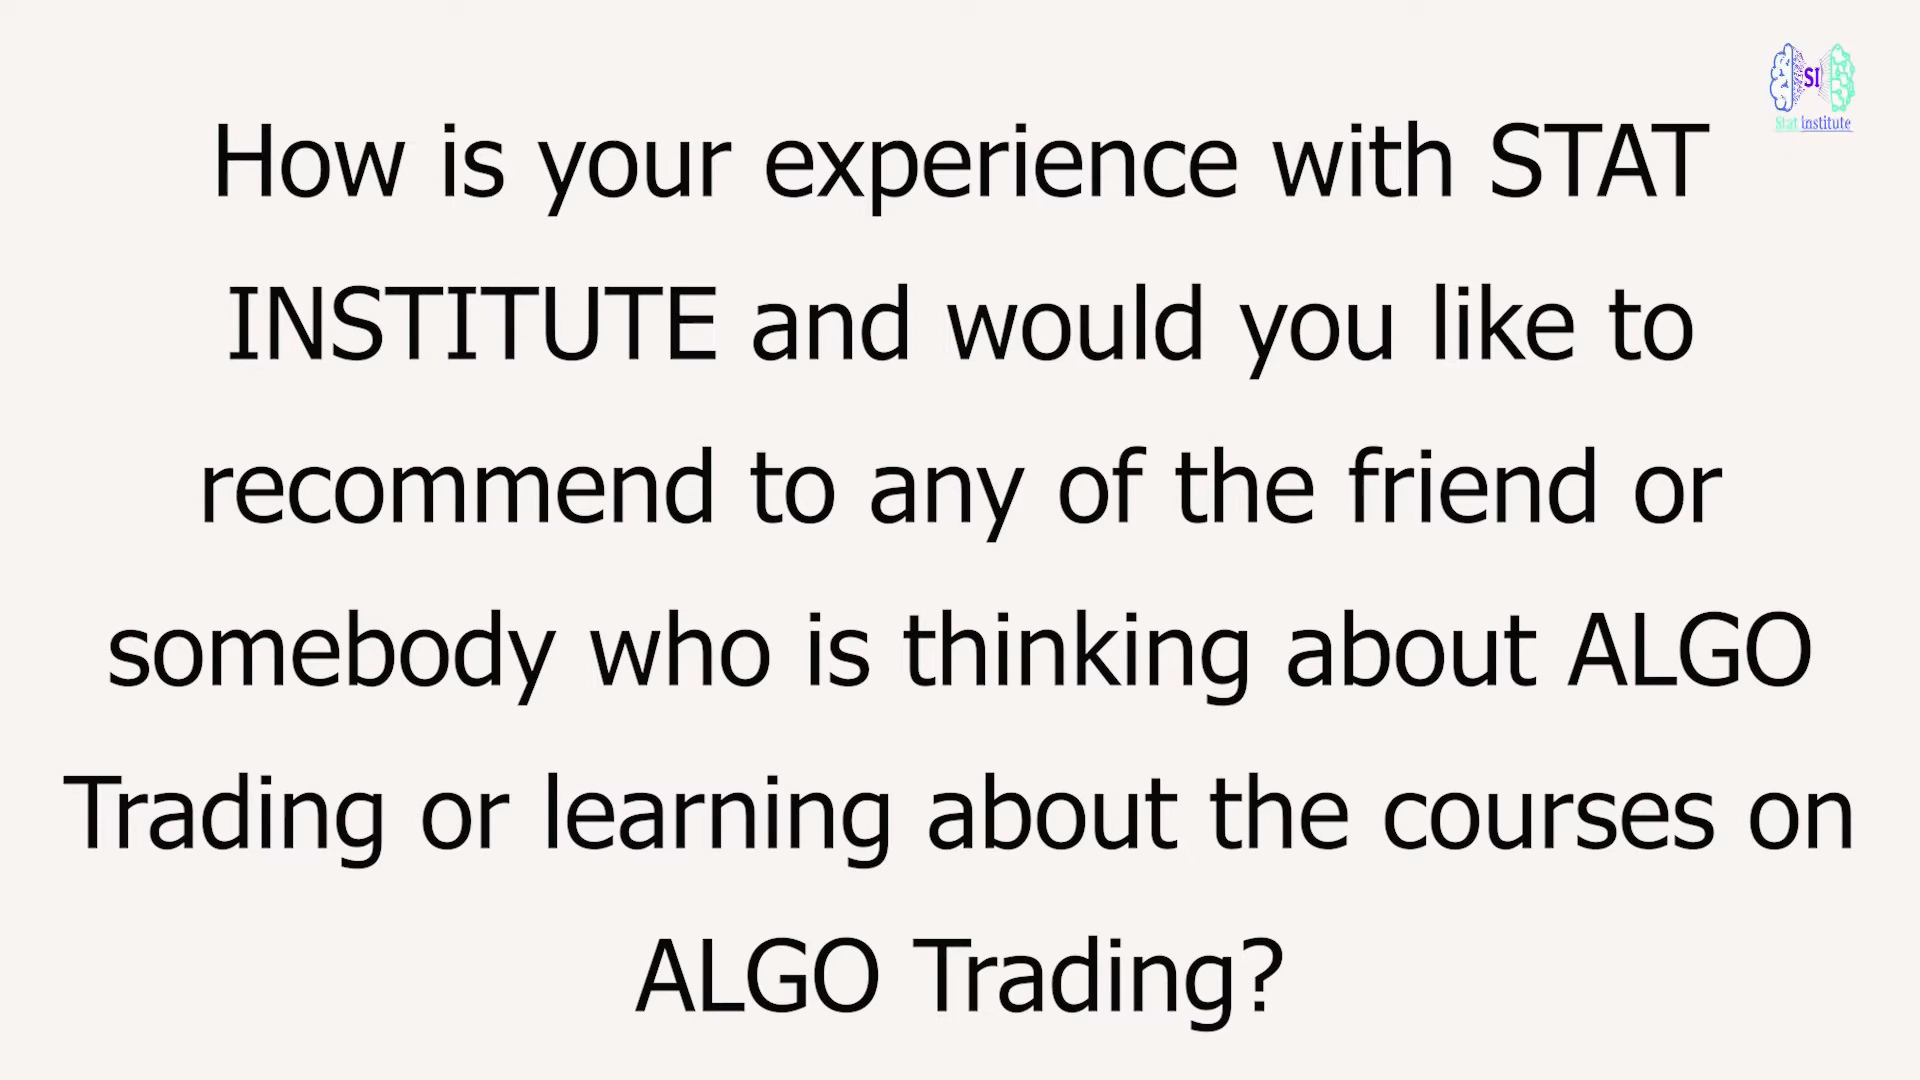 SI
Stat institute
How is your experience with STAT
INSTITUTE and would you like to
recommend to any of the friend or
somebody who is thinking about ALGO
Trading or learning about the courses on
ALGO Trading?